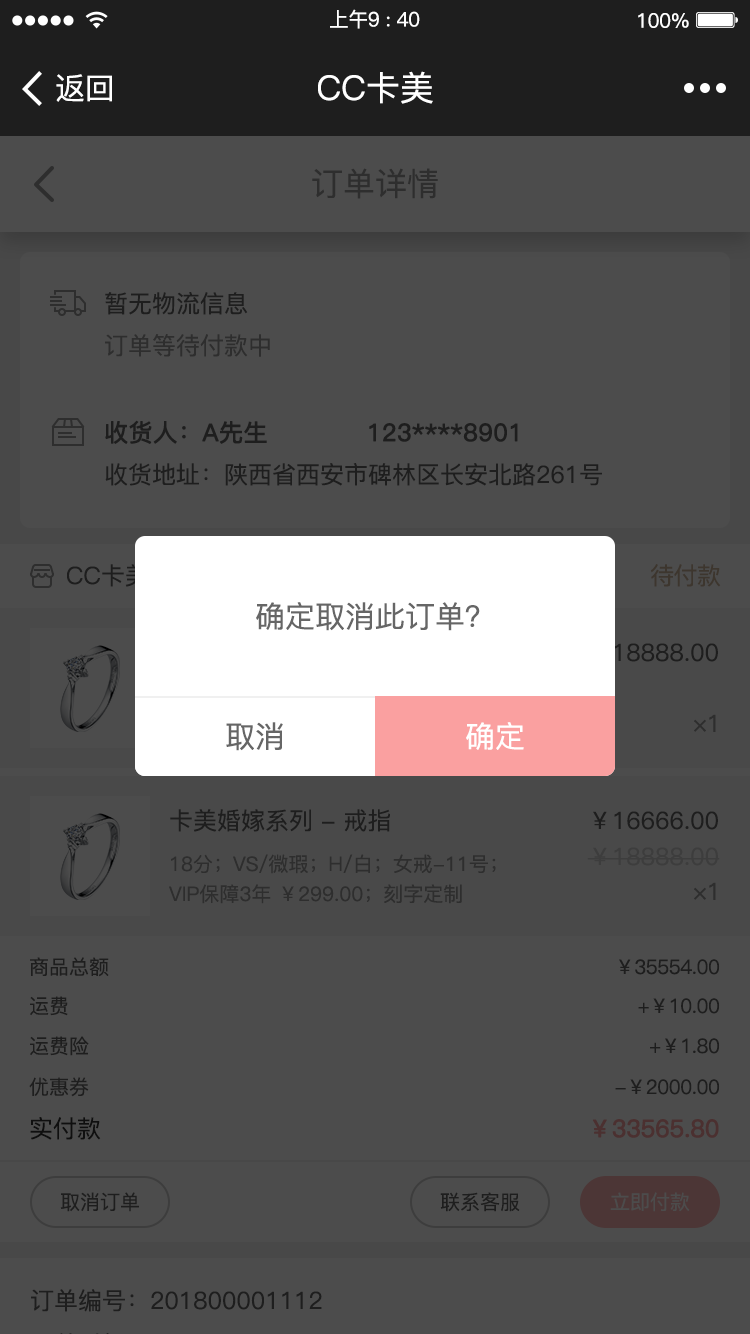 上午9 : 40
100%
返回
CC卡美
订单详情
暂无物流信息
订单等待付款中
收货人：A先生 123****8901
收货地址：陕西省西安市碑林区长安北路261号
CC卡美
待付款
确定取消此订单?
18888.00
×1
取消
确定
卡美婚嫁系列 – 戒指
¥16666.00
18分；VS/微瑕；H/白；女戒–11号；
¥18888.00
VIP保障3年 ¥299.00；刻字定制
×1
商品总额 ¥35554.00
运费 +¥10.00
运费险 +¥1.80
优惠券 –¥2000.00
实付款 ¥33565.80
取消订单
联系客服
立即付款
订单编号：201800001112